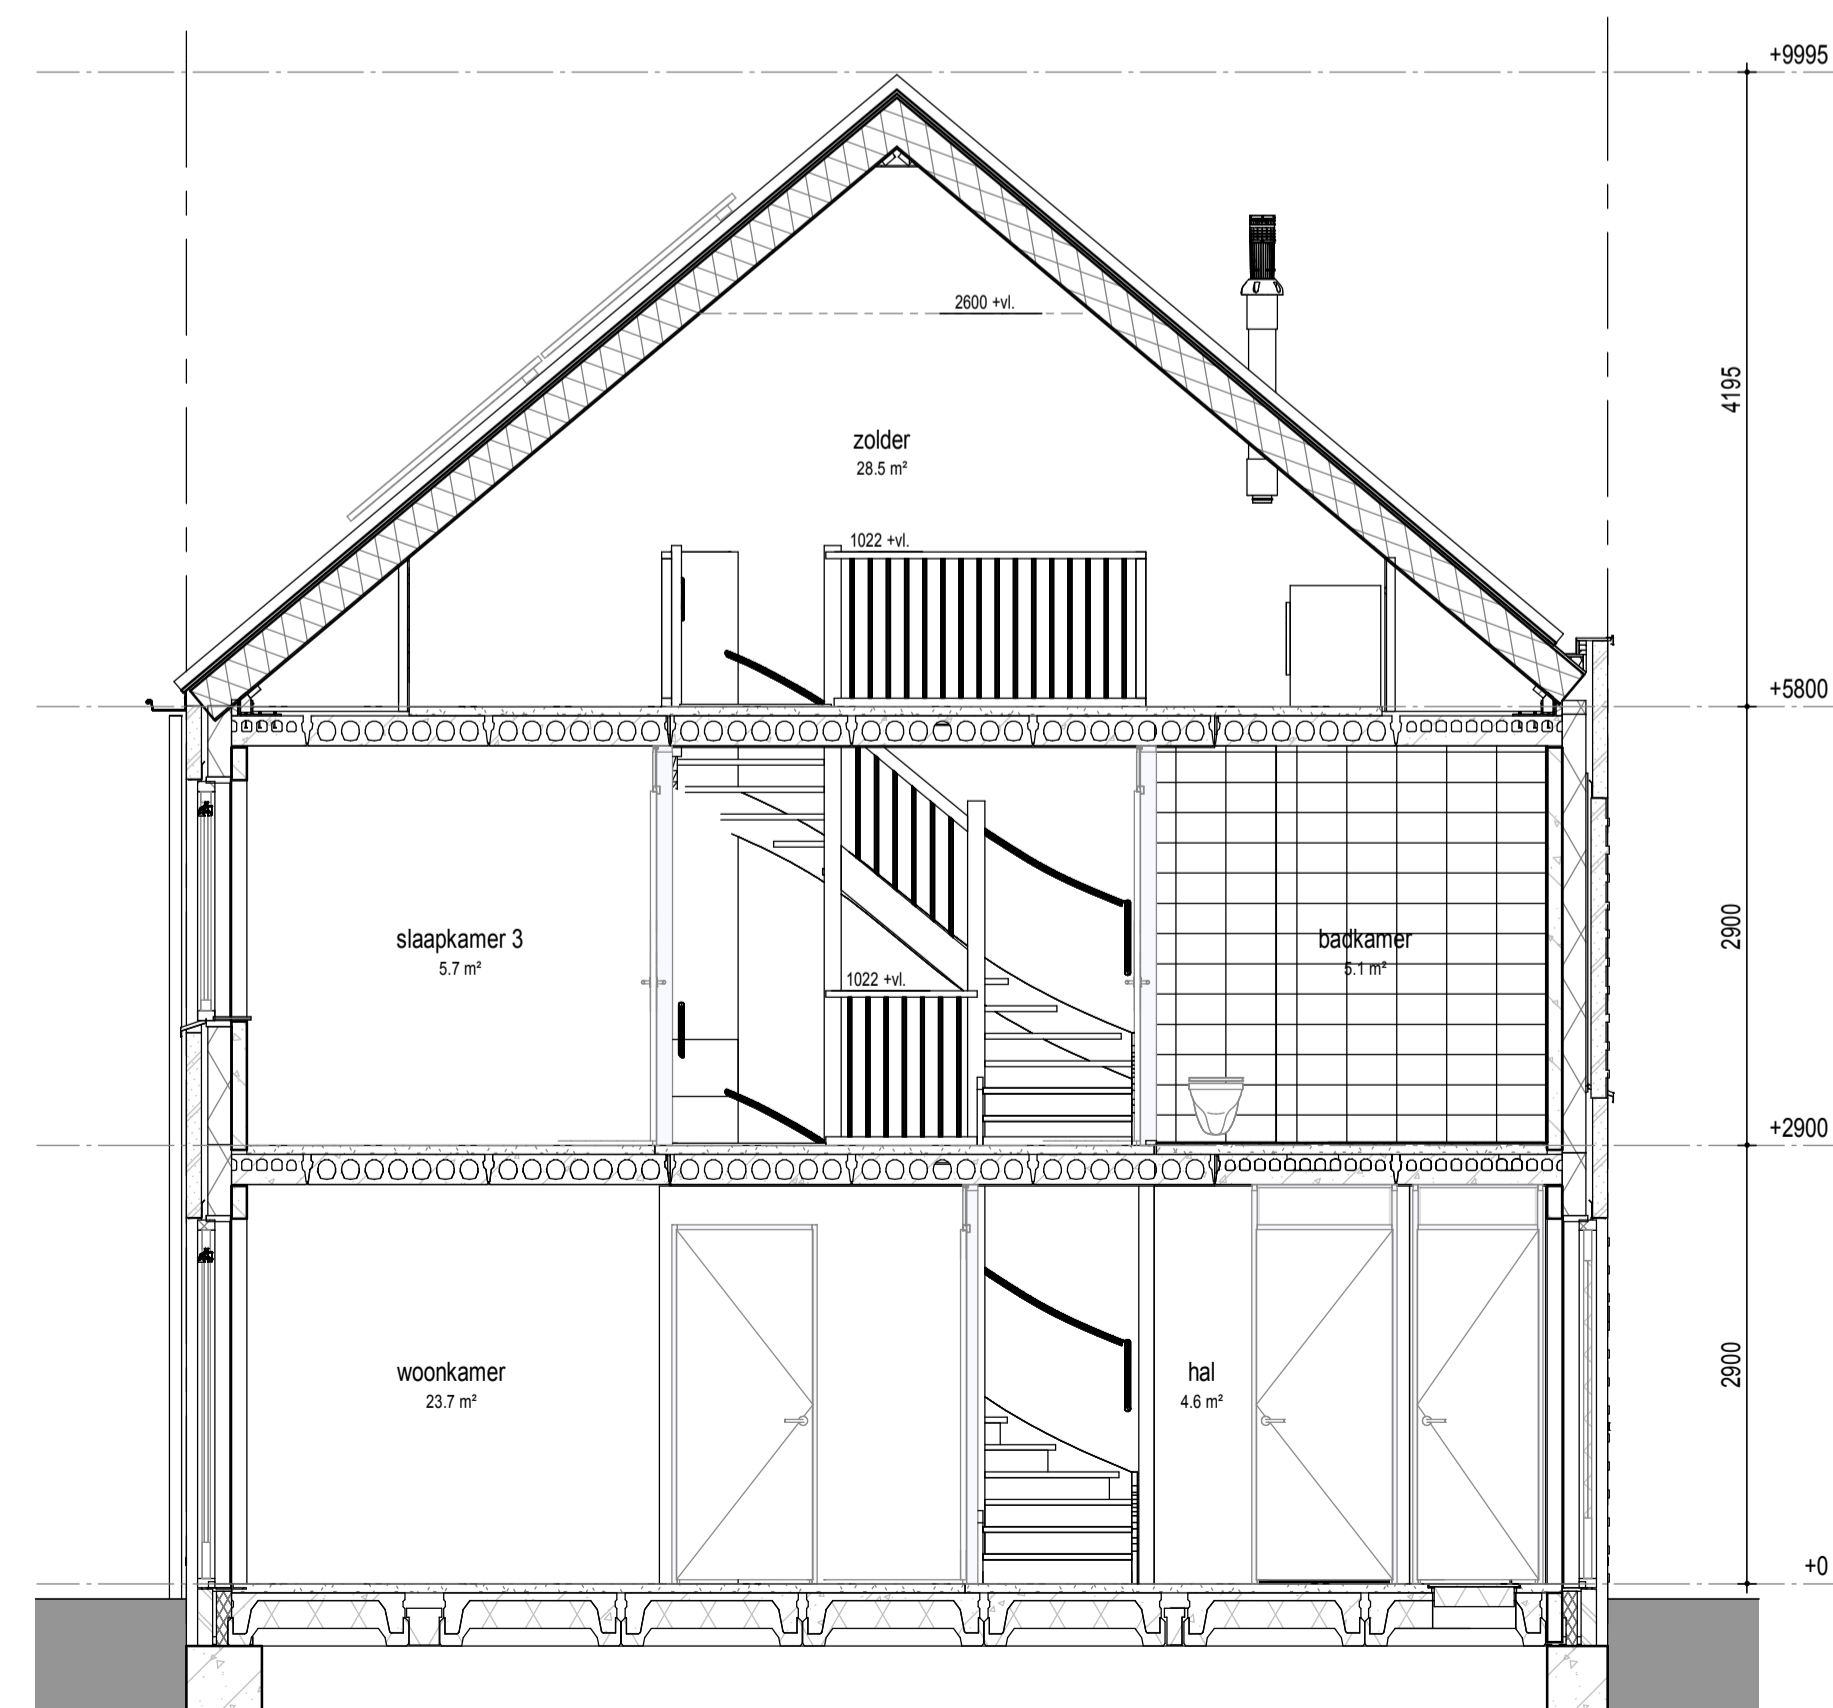 +9995
2600 +vl.
4195
zolder
28.5 m²
1022 +vl.
+5800
slaapkamer 3
5.7 m²
badkamer
5.1 m²
2900
1022 +vl.
+2900
woonkamer
23.7 m²
hal
4.6 m²
2900
+0